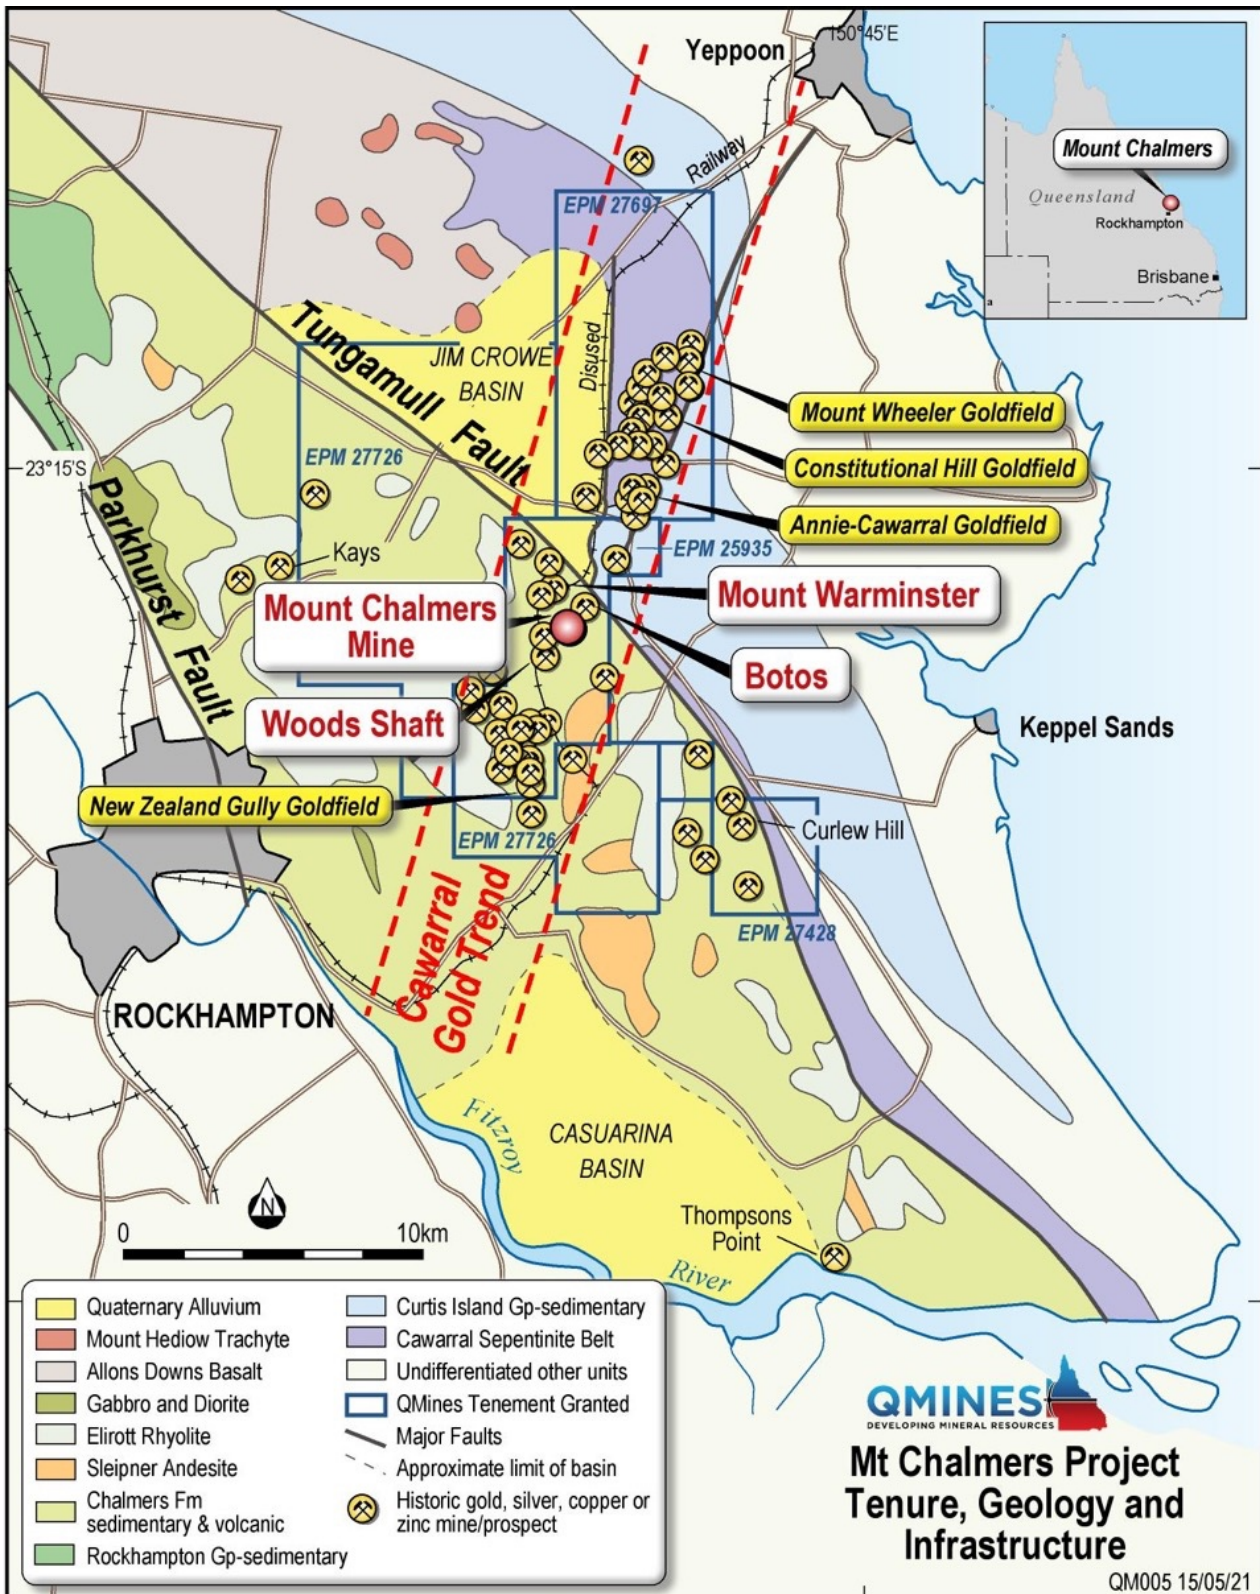 Yeppoon
150°45'E
Mount Chalmers
Queensland
Rockhampton
Brisbane
a
Railway
EPM 27697
Tungamull Fault
JIM CROWE
BASIN
Disused
Mount Wheeler Goldfield
23°15'S
EPM 27726
Constitutional Hill Goldfield
Parkhurst Fault
Annie-Cawarral Goldfield
Kays
EPM 25935
Mount Chalmers
Mine
Mount Warminster
Botos
Woods Shaft
Keppel Sands
New Zealand Gully Goldfield
EPM 27726
Curlew Hill
Cawarral
Gold Trend
EPM 27428
ROCKHAMPTON
Fitzroy
CASUARINA
BASIN
N
0 10km
Thompsons
Point
River
Quaternary Alluvium
Mount Hediow Trachyte
Allons Downs Basalt
Gabbro and Diorite
Elirott Rhyolite
Sleipner Andesite
Chalmers Fm
sedimentary & volcanic
Rockhampton Gp-sedimentary
Curtis Island Gp-sedimentary
Cawarral Sepentinite Belt
Undifferentiated other units
QMines Tenement Granted
Major Faults
Approximate limit of basin
Historic gold, silver, copper or
zinc mine/prospect
QMINES
DEVELOPING MINERAL RESOURCES
Mt Chalmers Project
Tenure, Geology and
Infrastructure
QM005 15/05/21